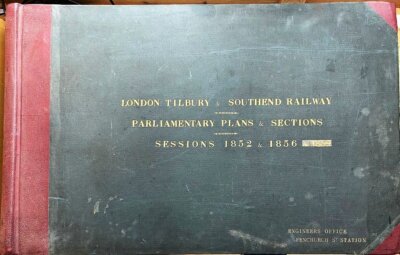 LONDON TILBURY & SOUTHEND RAILWAY
PARLIAMENTARY PLANS & SECTIONS
SESSIONS 1852 & 1856
ENGINEERS OFFICE
FENCHURCH ST STATION